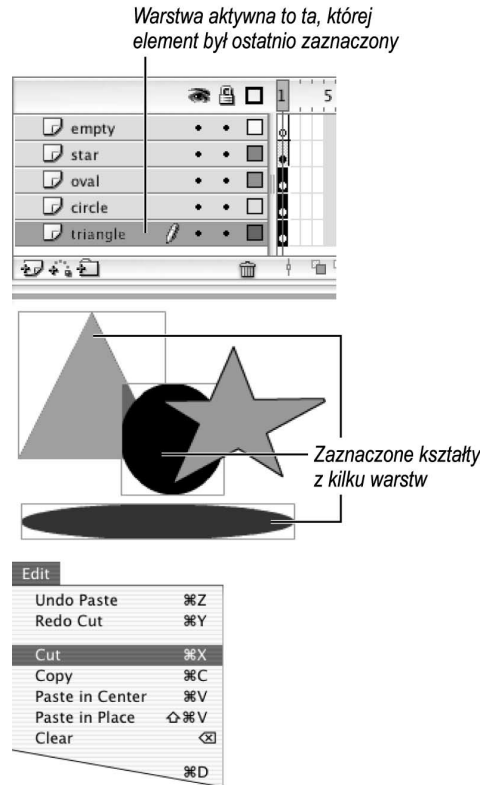 Warstwa aktywna to ta, której
element był ostatnio zaznaczony
1 5
empty
star
oval
circle
triangle
Zaznaczone kształty
z kilku warstw
Edit
Undo Paste ⌘Z
Redo Cut ⌘Y
Cut ⌘X
Copy ⌘C
Paste in Center ⌘V
Paste in Place ⇧⌘V
Clear ⌫
⌘D